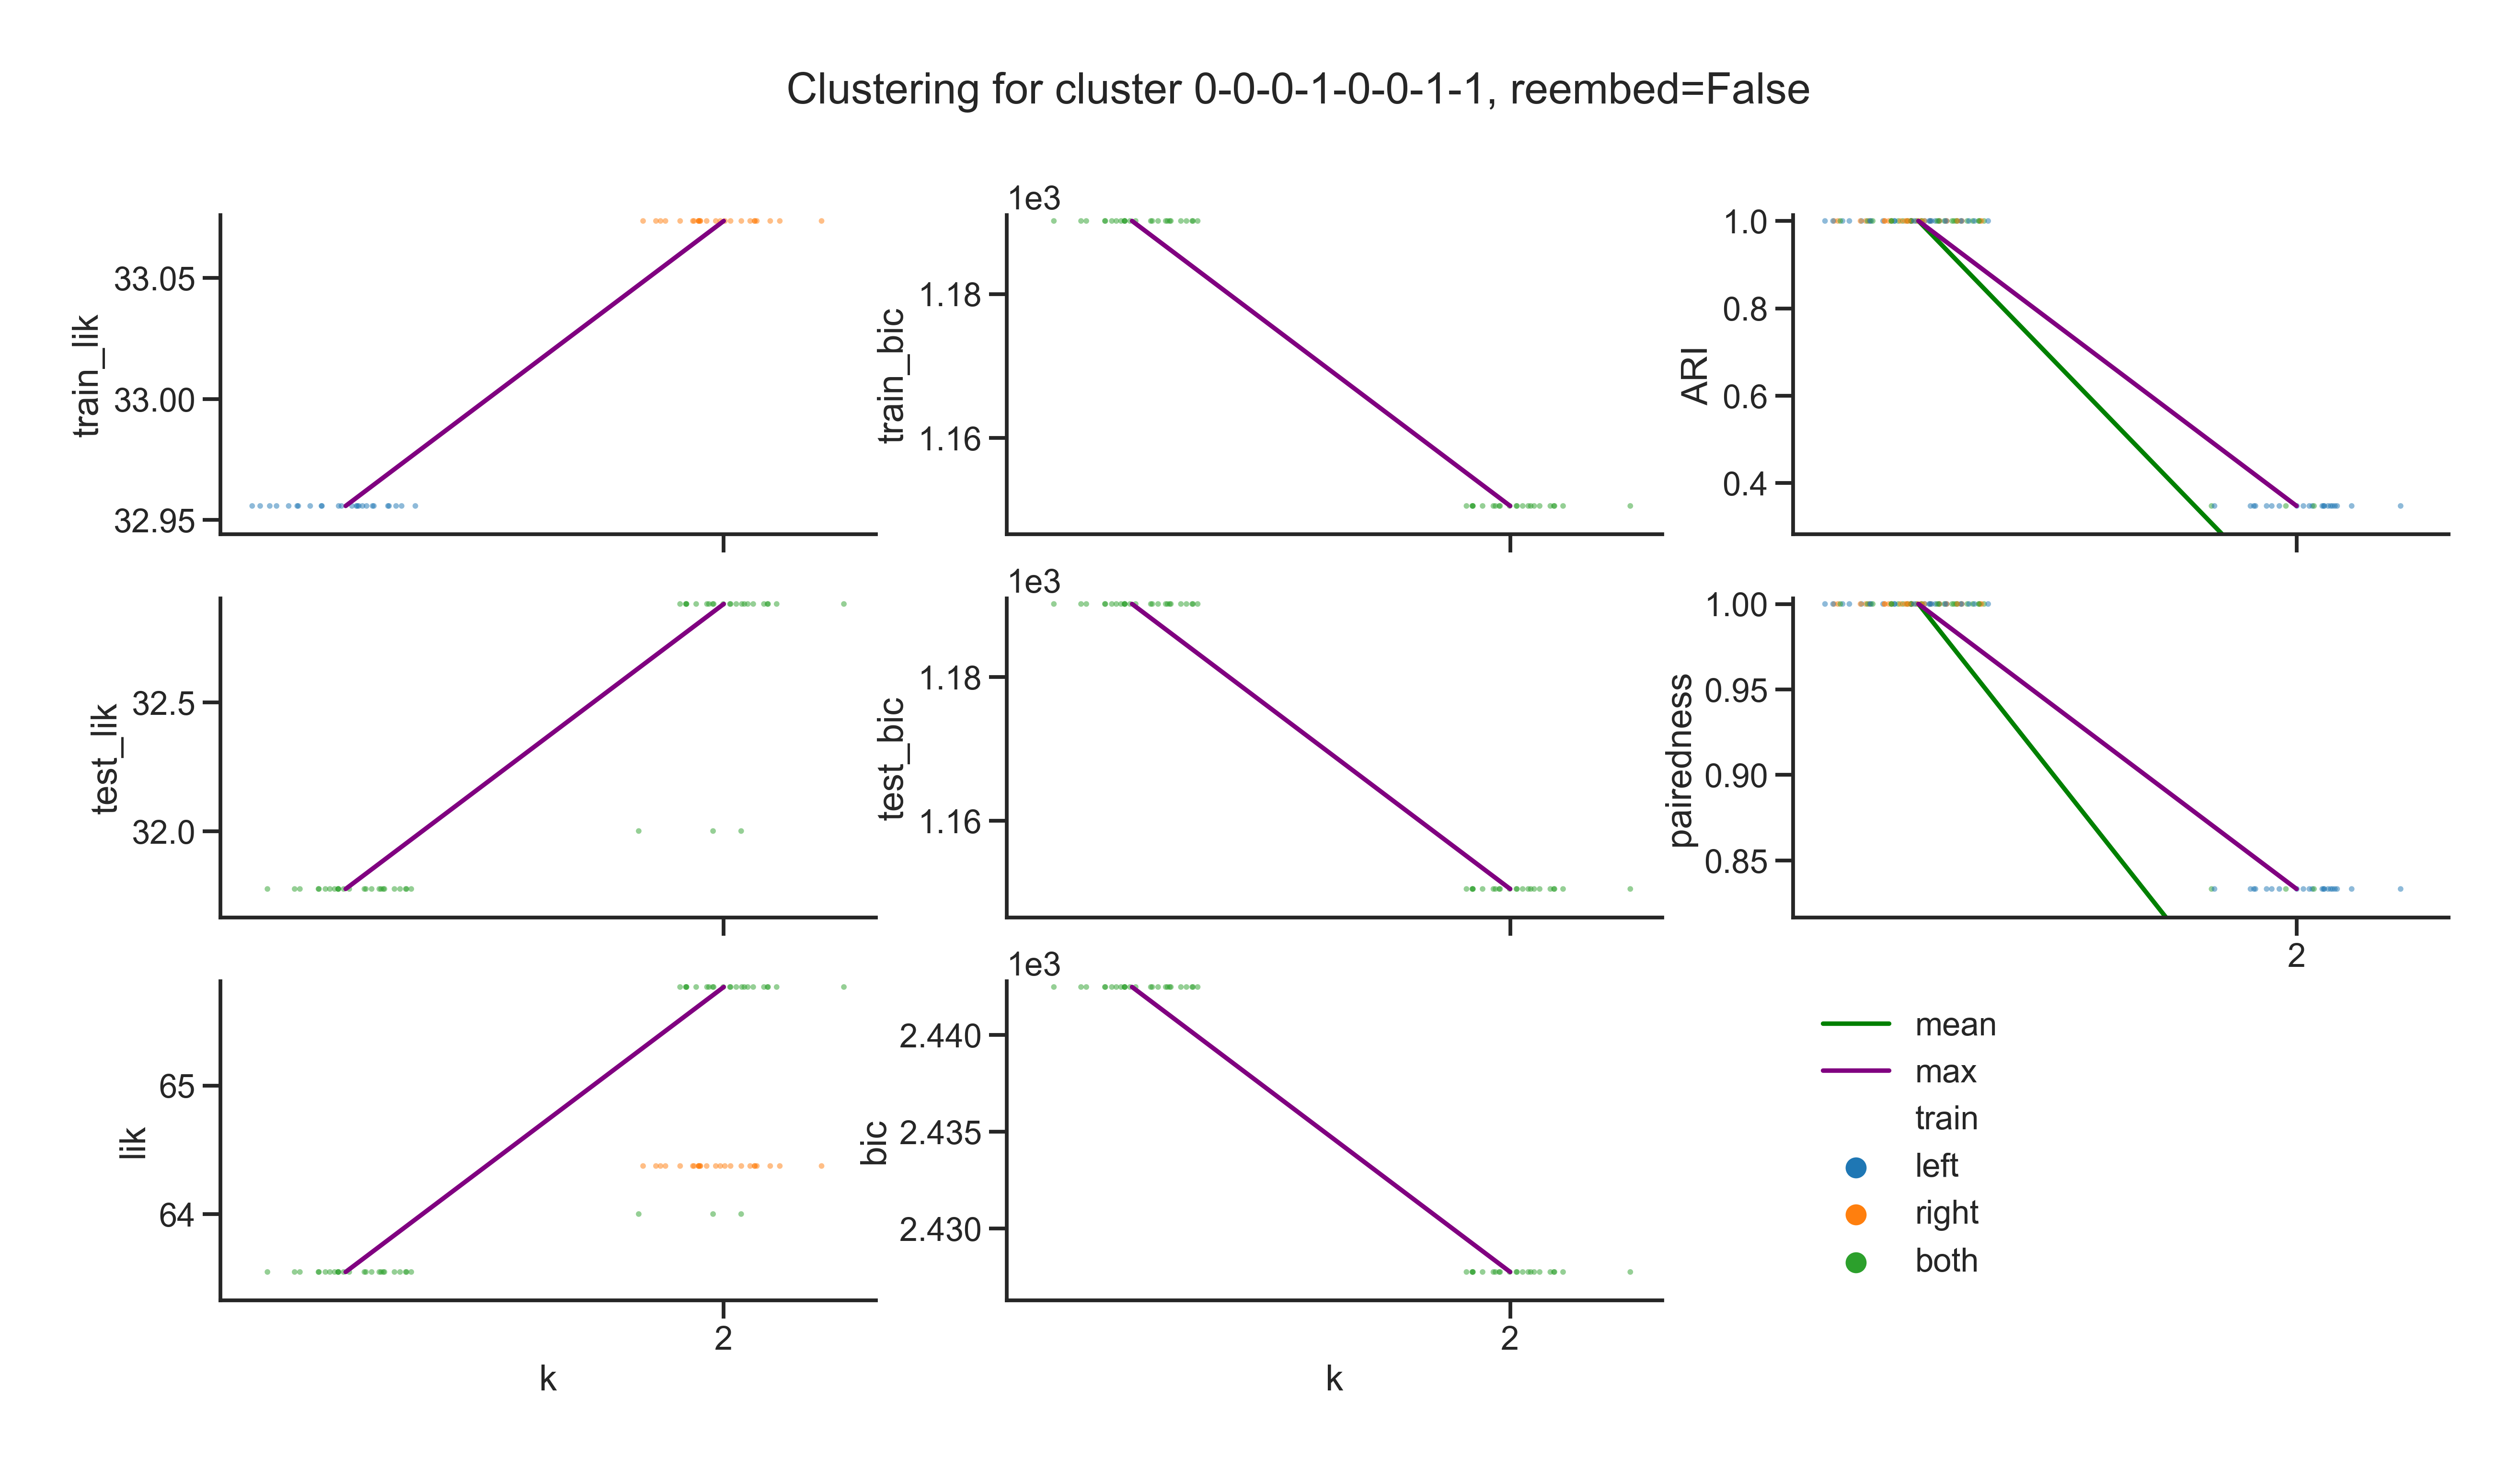 Clustering for cluster 0-0-0-1-0-0-1-1, reembed=False
train_lik
33.05
33.00
32.95
1e3
train_bic
1.18
1.16
ARI
1.0
0.8
0.6
0.4
test_lik
32.5
32.0
1e3
test_bic
1.18
1.16
pairedness
1.00
0.95
0.90
0.85
2
lik
65
64
2
k
1e3
bic
2.440
2.435
2.430
2
k
mean
max
train
left
right
both